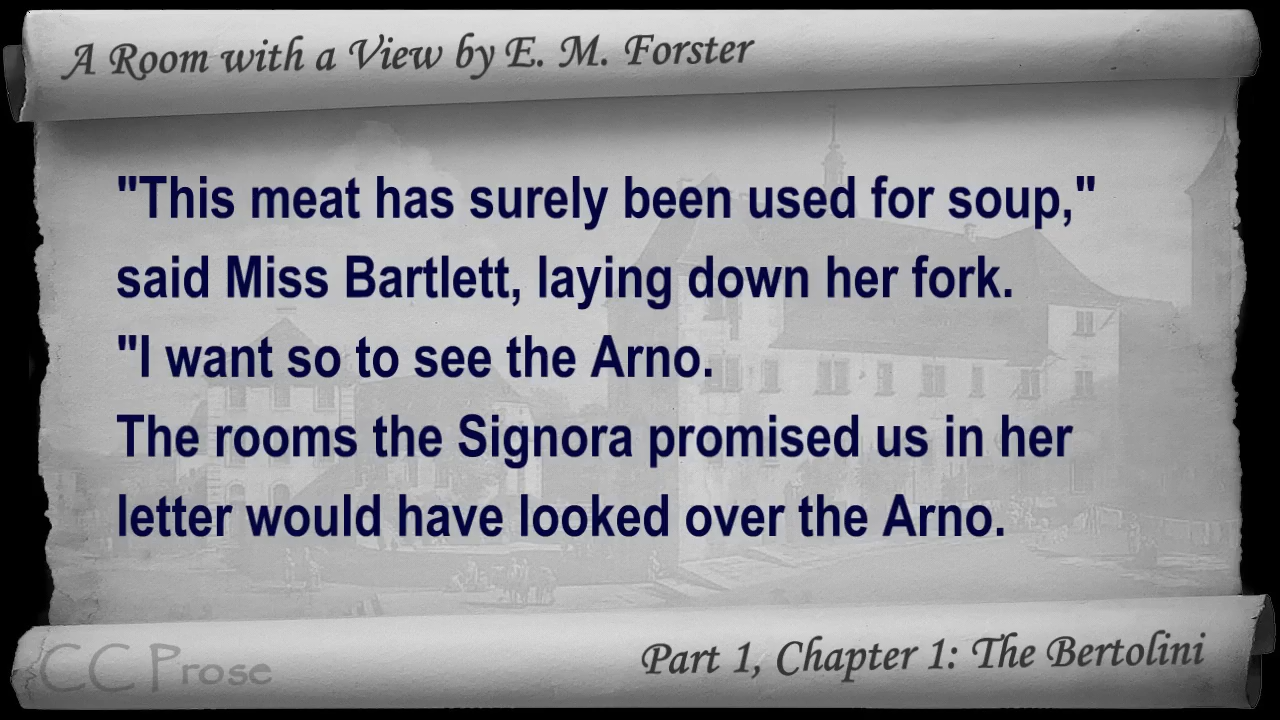 A Room with a View by E. M. Forster
"This meat has surely been used for soup,"
said Miss Bartlett, laying down her fork.
"I want so to see the Arno.
The rooms the Signora promised us in her
letter would have looked over the Arno.
CC Prose
Part 1, Chapter 1: The Bertolini